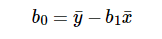 b₀ = ȳ − b₁x̄